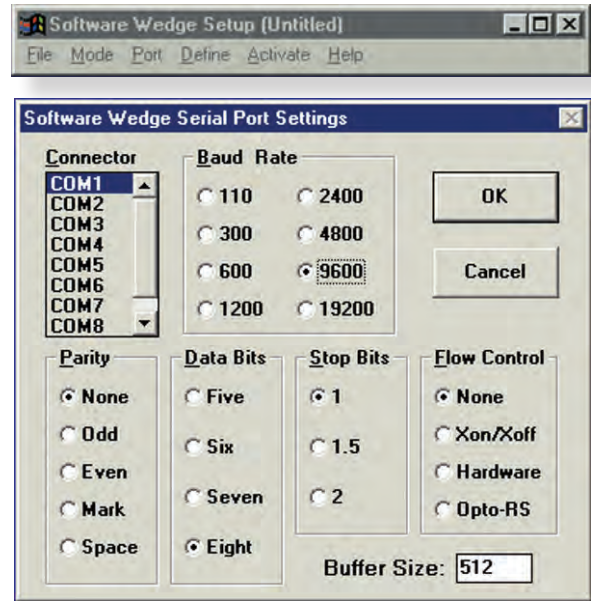 Software Wedge Setup (Untitled)
File Mode Port Define Activate Help
Software Wedge Serial Port Settings
Connector
COM1
COM2
COM3
COM4
COM5
COM6
COM7
COM8
Baud Rate
110 2400
300 4800
600 9600
1200 19200
OK
Cancel
Parity
None
Odd
Even
Mark
Space
Data Bits
Five
Six
Seven
Eight
Stop Bits
1
1.5
2
Flow Control
None
Xon/Xoff
Hardware
Opto-RS
Buffer Size: 512